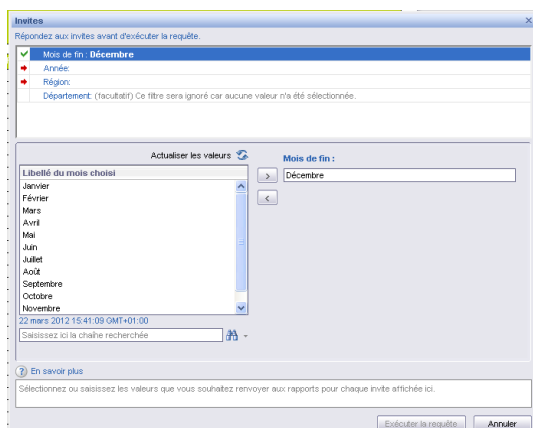 Invites
Répondez aux invites avant d'exécuter la requête.
Mois de fin : Décembre
Année:
Région:
Département: (facultatif) Ce filtre sera ignoré car aucune valeur n'a été sélectionnée.
Actualiser les valeurs
Mois de fin :
Libellé du mois choisi
Décembre
Janvier
Février
Mars
Avril
Mai
Juin
Juillet
Août
Septembre
Octobre
Novembre
22 mars 2012 15:41:09 GMT+01:00
Saisissez ici la chaîne recherchée
En savoir plus
Sélectionnez ou saisissez les valeurs que vous souhaitez renvoyer aux rapports pour chaque invite affichée ici.
Exécuter la requête
Annuler